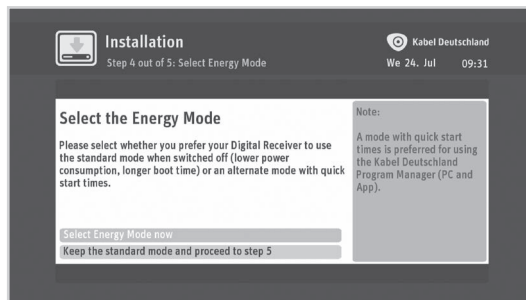 Installation
Step 4 out of 5: Select Energy Mode
Kabel Deutschland
We 24. Jul 09:31
Select the Energy Mode
Please select whether you prefer your Digital Receiver to use
the standard mode when switched off (lower power
consumption, longer boot time) or an alternate mode with quick
start times.
Select Energy Mode now
Keep the standard mode and proceed to step 5
Note:
A mode with quick start
times is preferred for using
the Kabel Deutschland
Program Manager (PC and
App).